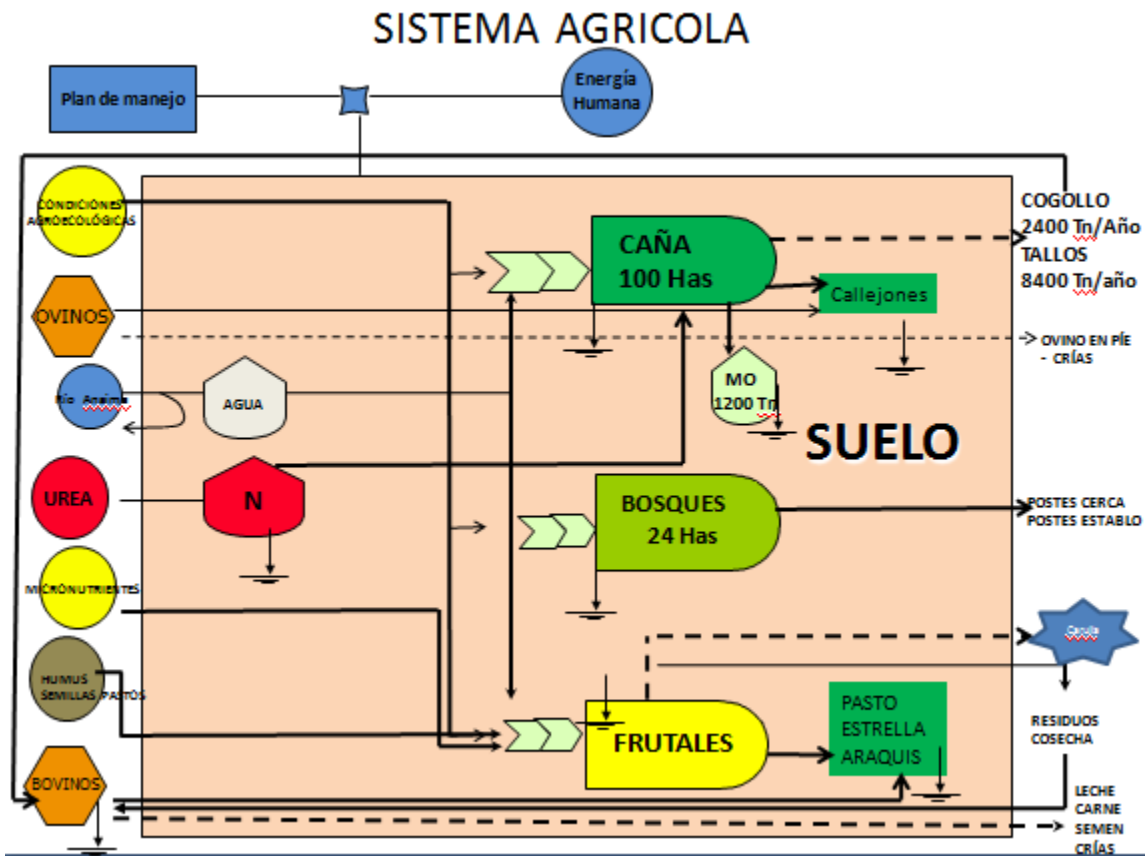 SISTEMA AGRICOLA
Plan de manejo
Energía
Humana
CONDICIONES
AGROECOLÓGICAS
CAÑA
100 Has
COGOLLO
2400 Tn/Año
TALLOS
8400 Tn/año
Callejones
OVINOS
OVINO EN PÍE
- CRÍAS
Río
AGUA
MO
1200 Tn
SUELO
UREA
N
BOSQUES
24 Has
POSTES CERCA
POSTES ESTABLO
MICRONUTRIENTES
HUMUS
SEMILLAS PASTOS
FRUTALES
PASTO
ESTRELLA
ARAQUIS
RESIDUOS
COSECHA
BOVINOS
LECHE
CARNE
SEMEN
CRÍAS